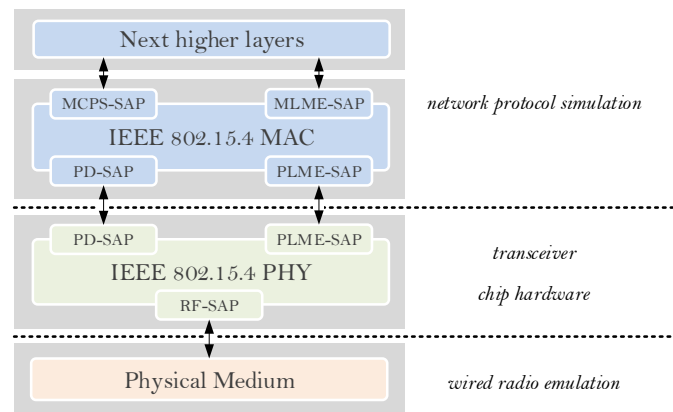 Next higher layers
MCPS-SAP
MLME-SAP
network protocol simulation
IEEE 802.15.4 MAC
PD-SAP
PLME-SAP
PD-SAP
PLME-SAP
transceiver
IEEE 802.15.4 PHY
chip hardware
RF-SAP
Physical Medium
wired radio emulation